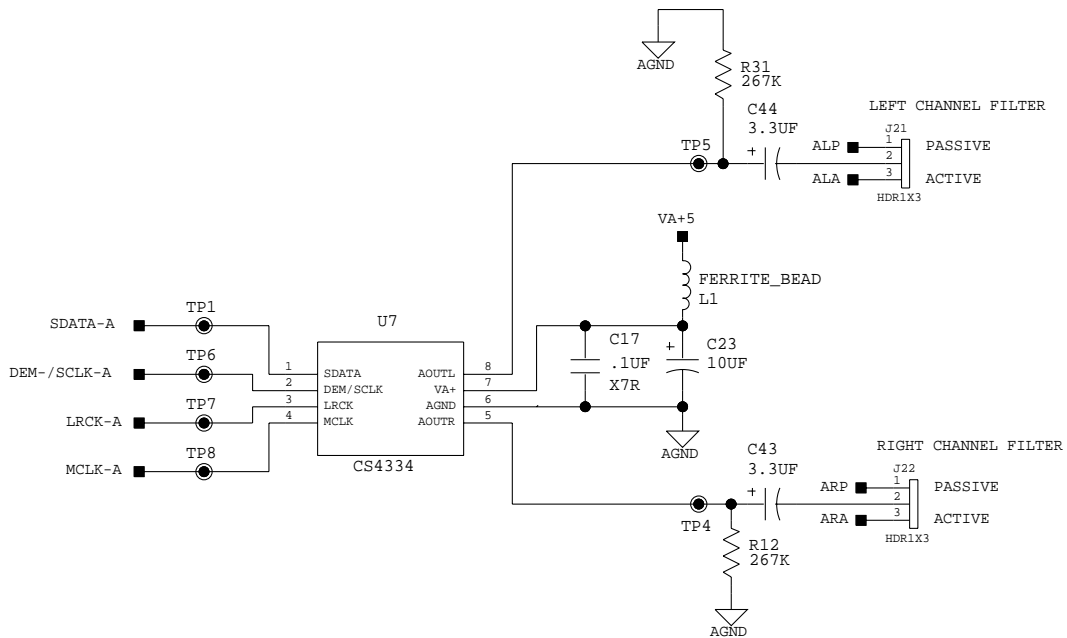 AGND
R31
267K
C44
3.3UF
LEFT CHANNEL FILTER
J21
TP5
+
ALP
1
PASSIVE
2
ALA
3
ACTIVE
HDR1X3
VA+5
FERRITE_BEAD
L1
TP1
SDATA-A
U7
C17
.1UF
X7R
+
C23
10UF
TP6
DEM-/SCLK-A
1
SDATA
AOUTL
8
2
DEM/SCLK
VA+
7
3
LRCK
AGND
6
4
MCLK
AOUTR
5
TP7
LRCK-A
TP8
MCLK-A
CS4334
AGND
C43
3.3UF
RIGHT CHANNEL FILTER
J22
+
ARP
1
PASSIVE
2
ARA
3
ACTIVE
HDR1X3
TP4
R12
267K
AGND